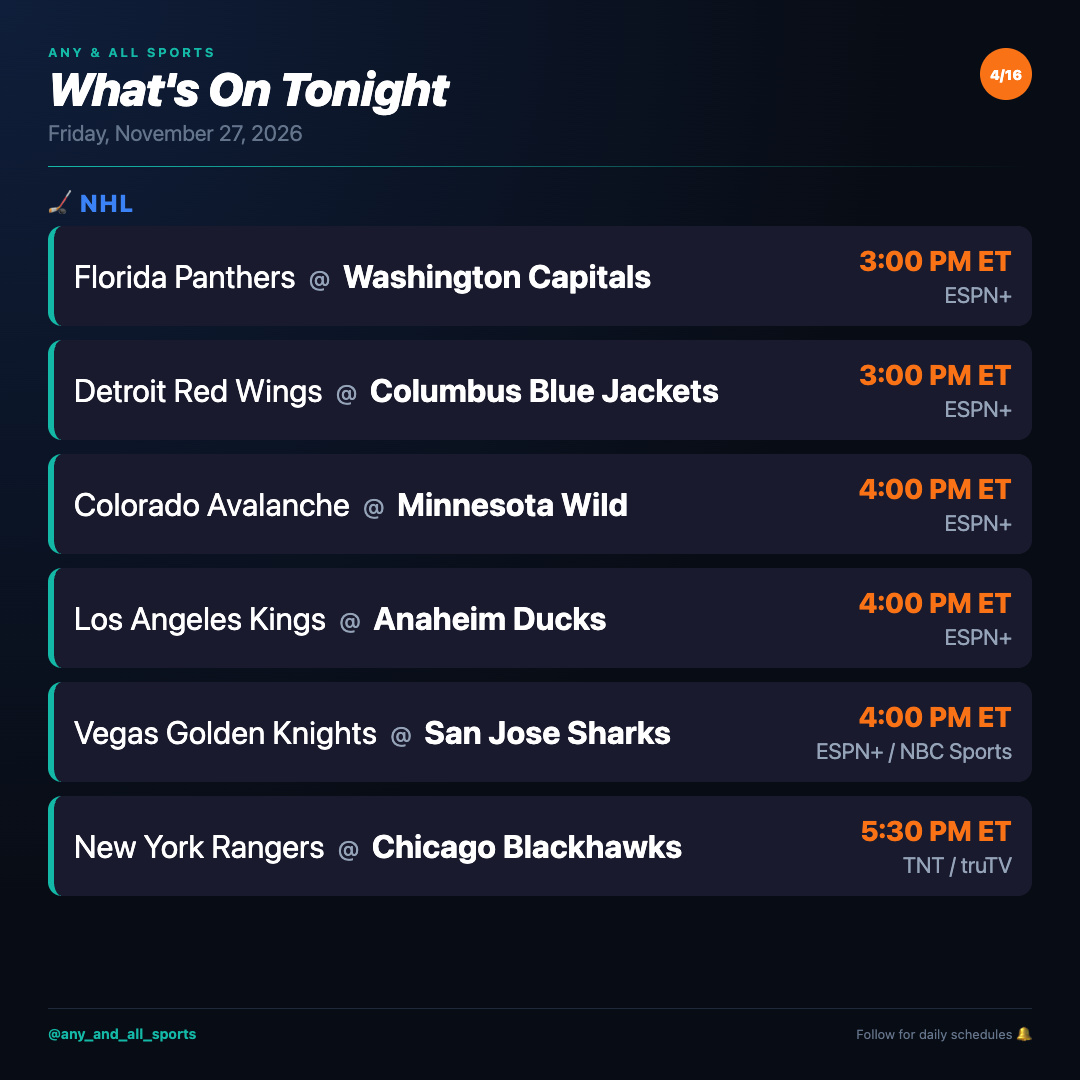 ANY & ALL SPORTS
What's On Tonight
4/16
Friday, November 27, 2026
🏒 NHL
Florida Panthers @ Washington Capitals
3:00 PM ET
ESPN+
Detroit Red Wings @ Columbus Blue Jackets
3:00 PM ET
ESPN+
Colorado Avalanche @ Minnesota Wild
4:00 PM ET
ESPN+
Los Angeles Kings @ Anaheim Ducks
4:00 PM ET
ESPN+
Vegas Golden Knights @ San Jose Sharks
4:00 PM ET
ESPN+ / NBC Sports
New York Rangers @ Chicago Blackhawks
5:30 PM ET
TNT / truTV
@any_and_all_sports
Follow for daily schedules 🔔